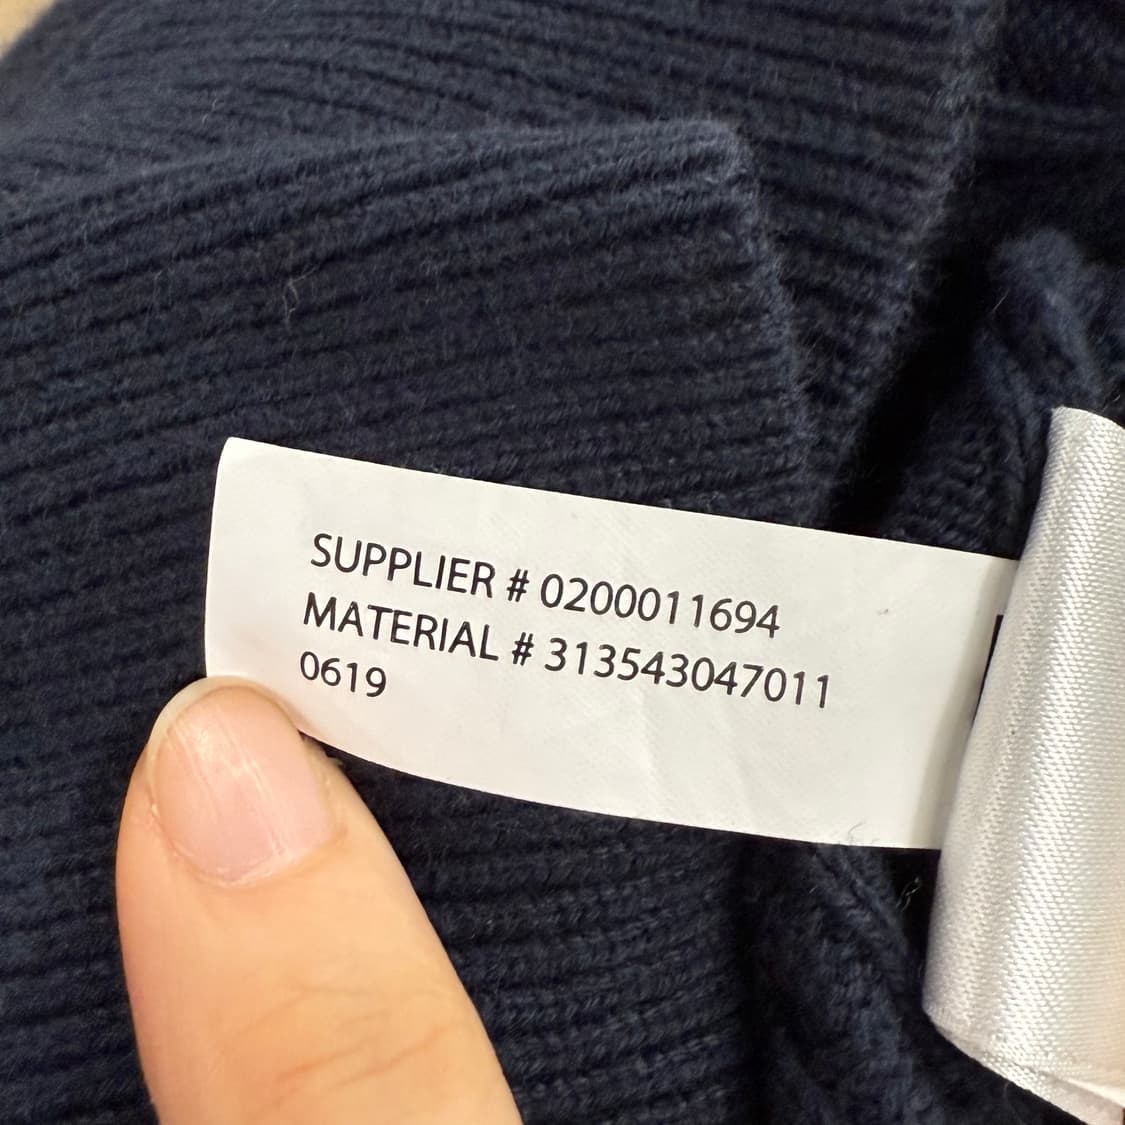 SUPPLIER # 0200011694
MATERIAL # 313543047011
0619